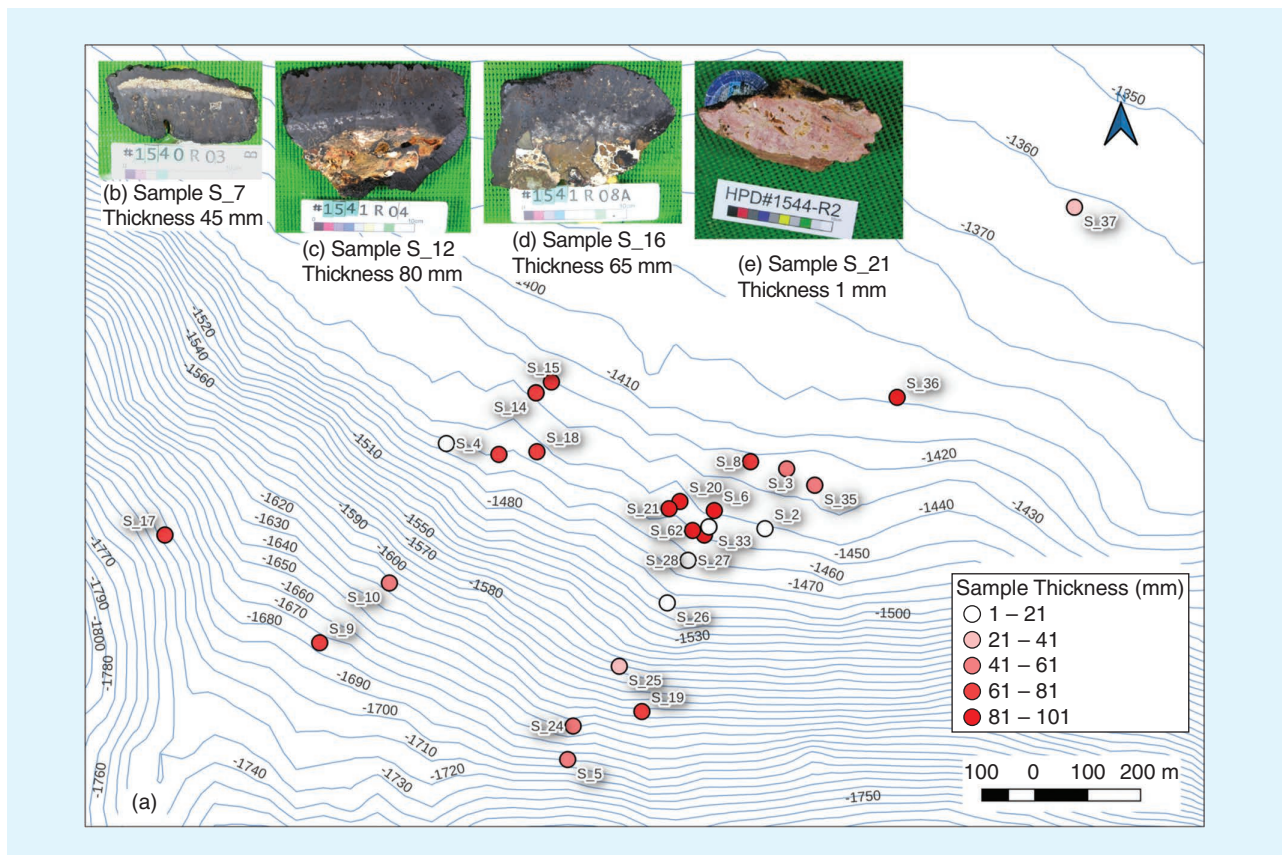 -1350
-1360
-1370
S_37
#1540 R 03 B
(b) Sample S_7
Thickness 45 mm
#1541 R 04
(c) Sample S_12
Thickness 80 mm
#1541 R 08A
(d) Sample S_16
Thickness 65 mm
HPD#1544-R2
(e) Sample S_21
Thickness 1 mm
-1400
-1520
-1540
-1560
S_15
-1410
S_36
S_14
S_4
S_18
-1510
-1420
S_8
S_3
S_35
-1480
S_20
S_21
S_6
S_2
-1440
-1430
S_17
-1620
-1630
-1640
-1650
-1660
-1670
-1680
-1590
-1600
-1550
-1570
-1580
S_62
S_33
S_28
S_27
-1450
-1460
-1470
-1770
-1790
-1800
-1780
S_10
S_9
S_26
-1500
-1530
-1690
-1700
S_25
S_19
S_24
S_5
-1710
-1720
-1730
-1740
-1760
-1750
(a)
Sample Thickness (mm)
1 – 21
21 – 41
41 – 61
61 – 81
81 – 101
100 0 100 200 m